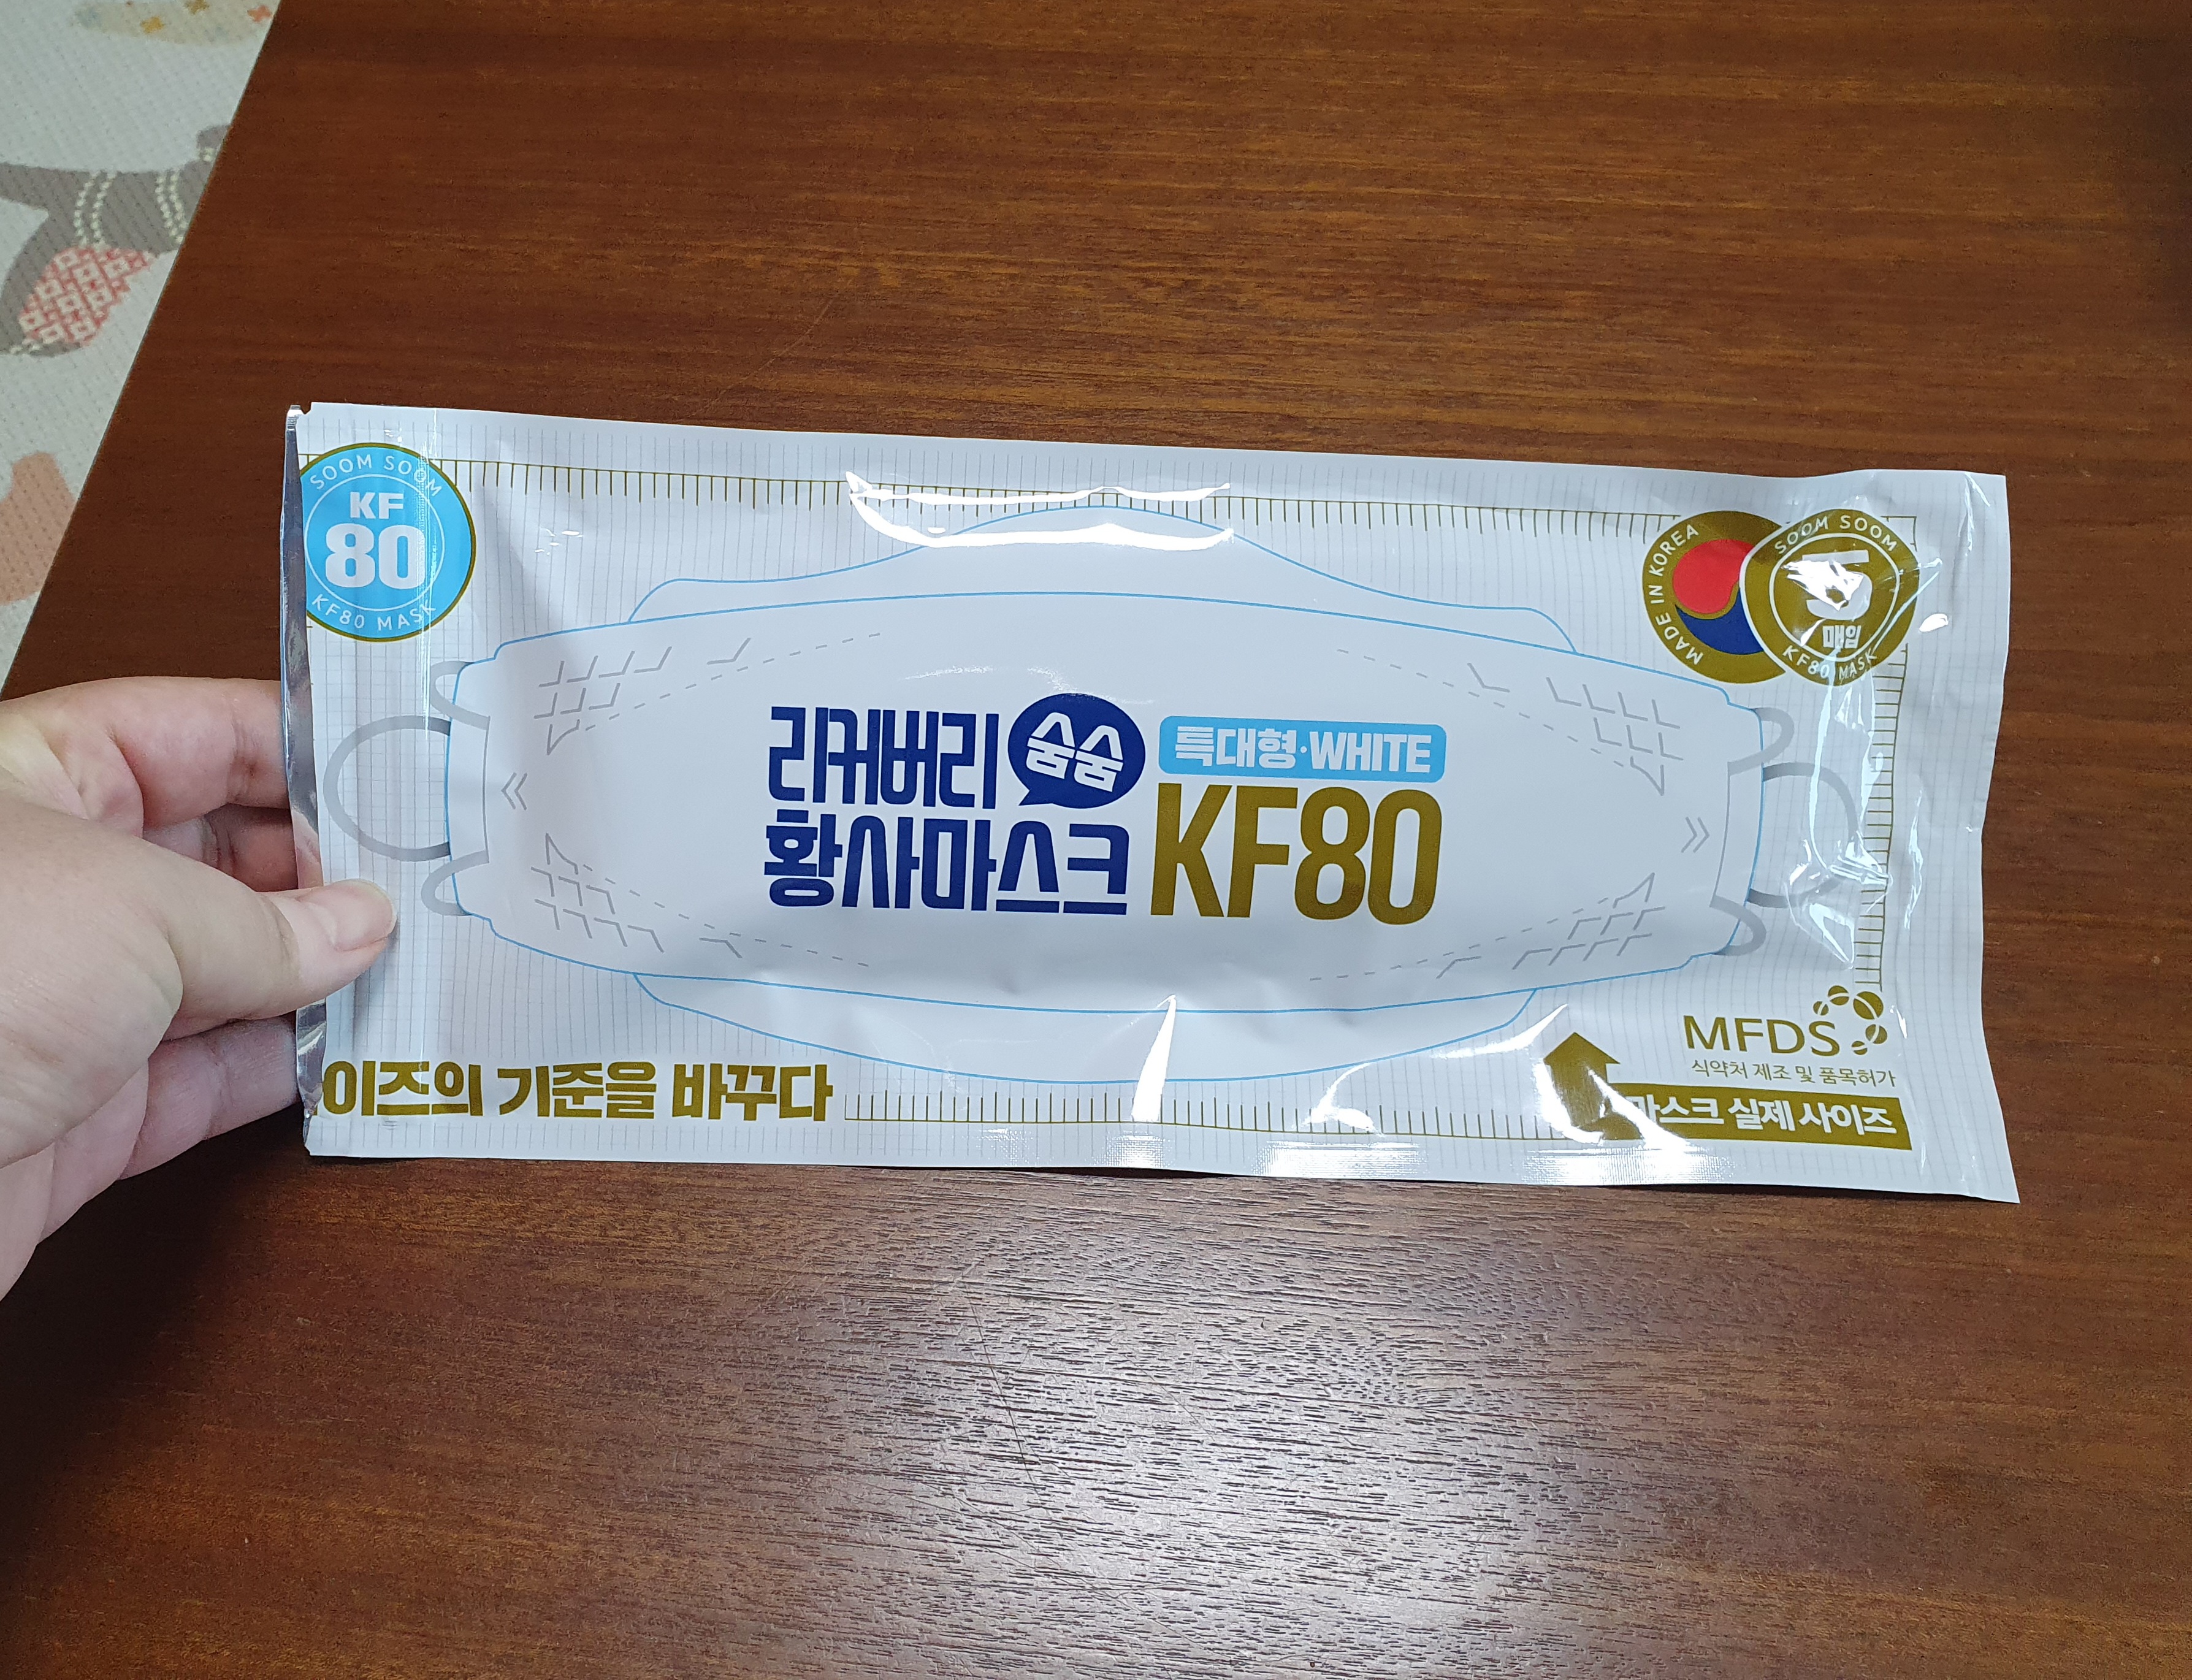 SOOM SOOM
KF
80
KF80 MASK
MADE IN KOREA
SOOM SOOM
5
매입
KF80 MASK
리커버리 숨숨 특대형·WHITE
황사마스크 KF80
MFDS
식약처 제조 및 품목허가
이즈의 기준을 바꾸다
마스크 실제 사이즈